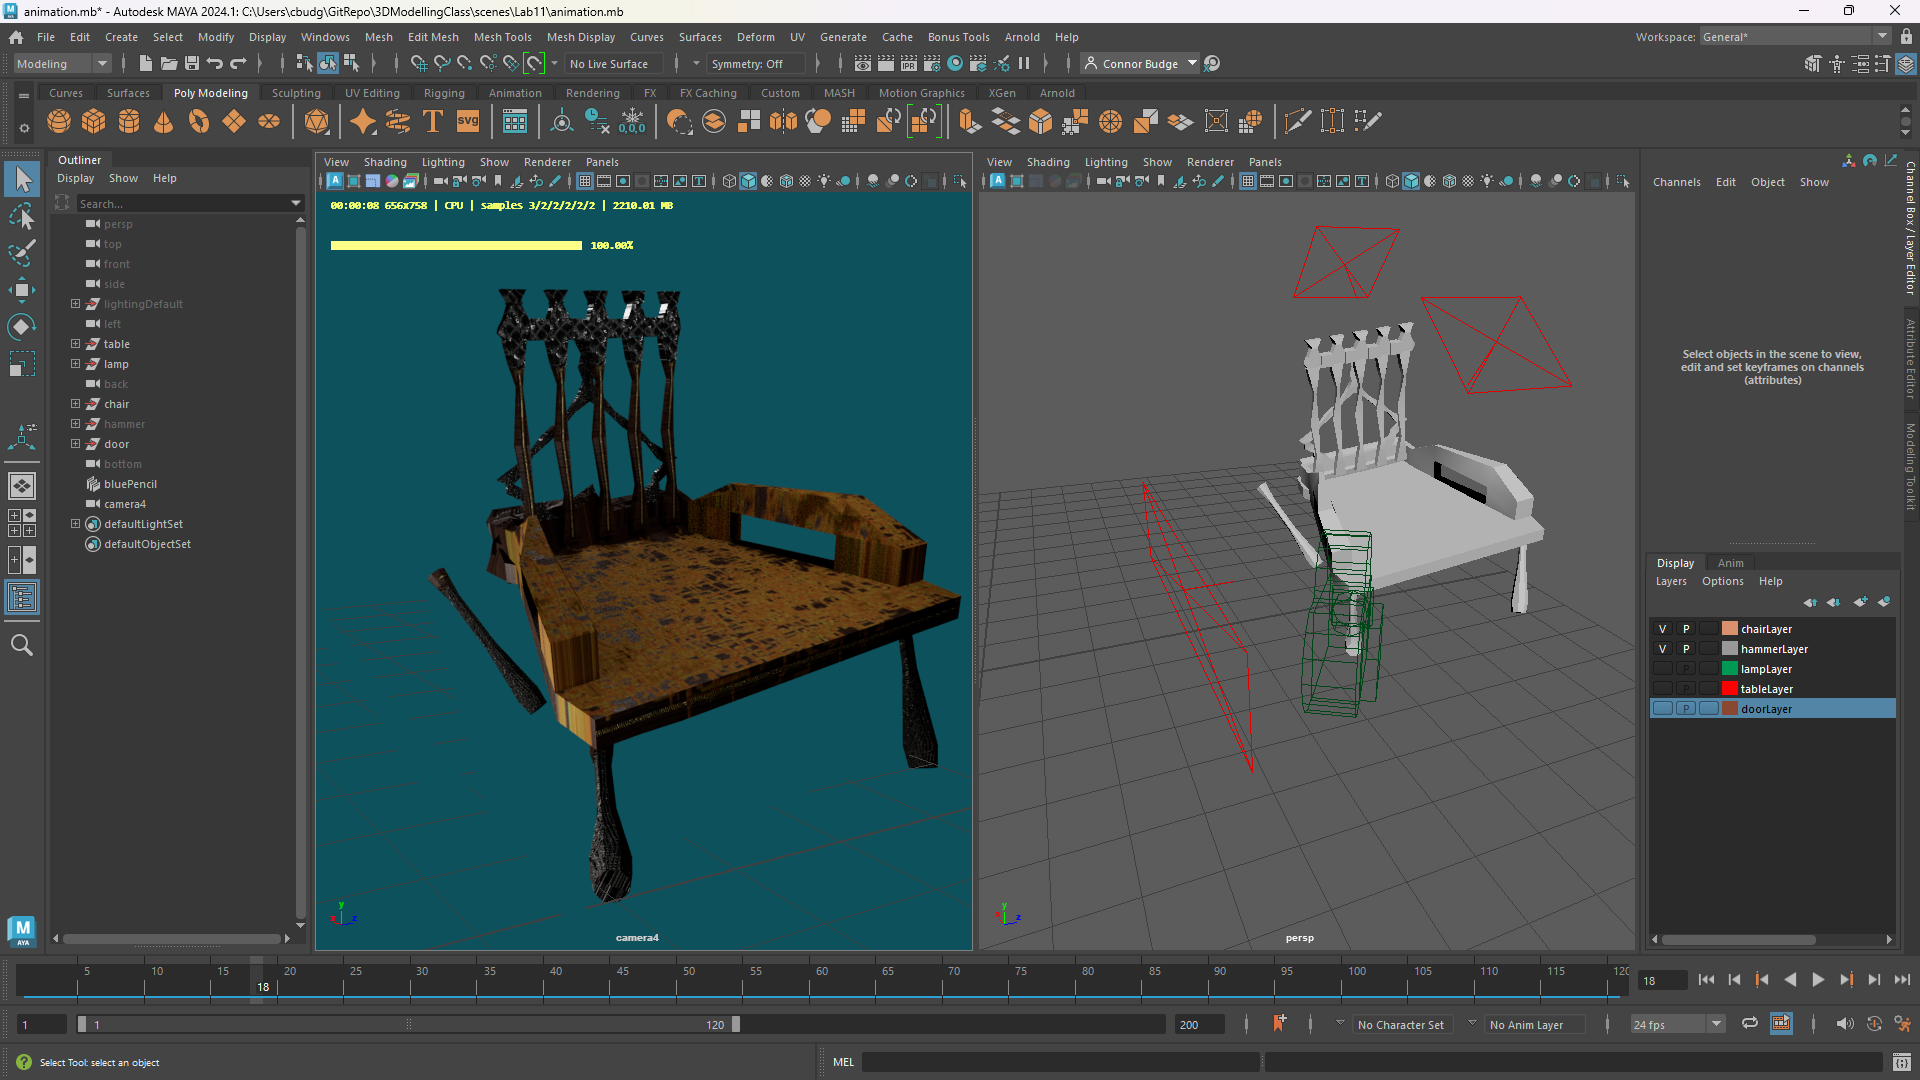 animation.mb* - Autodesk MAYA 2024.1: C:\Users\cbudg\GitRepo\3DModellingClass\scenes\Lab11\animation.mb
File Edit Create Select Modify Display Windows Mesh Edit Mesh Mesh Tools Mesh Display Curves Surfaces Deform UV Generate Cache Bonus Tools Arnold Help Workspace: General*
Modeling No Live Surface Symmetry: Off IPR Connor Budge
Curves Surfaces Poly Modeling Sculpting UV Editing Rigging Animation Rendering FX FX Caching Custom MASH Motion Graphics XGen Arnold
T SVG 0,0,0
Outliner
Display Show Help
Search...
persp
top
front
side
lightingDefault
left
table
lamp
back
chair
hammer
door
bottom
bluePencil
camera4
defaultLightSet
defaultObjectSet
M
AYA
View Shading Lighting Show Renderer Panels
00:00:08 656x758 | CPU | samples 3/2/2/2/2/2 | 2210.01 MB
100.00%
y
x z
camera4
View Shading Lighting Show Renderer Panels
y
x z
persp
Channels Edit Object Show
Select objects in the scene to view,
edit and set keyframes on channels
(attributes)
Channel Box / Layer Editor
Attribute Editor
Modeling Toolkit
Display Anim
Layers Options Help
V P chairLayer
V P hammerLayer
P lampLayer
P tableLayer
P doorLayer
5 10 15 20 25 30 35 40 45 50 55 60 65 70 75 80 85 90 95 100 105 110 115 120
18
18
1 1 120 200 No Character Set No Anim Layer 24 fps
Select Tool: select an object
MEL